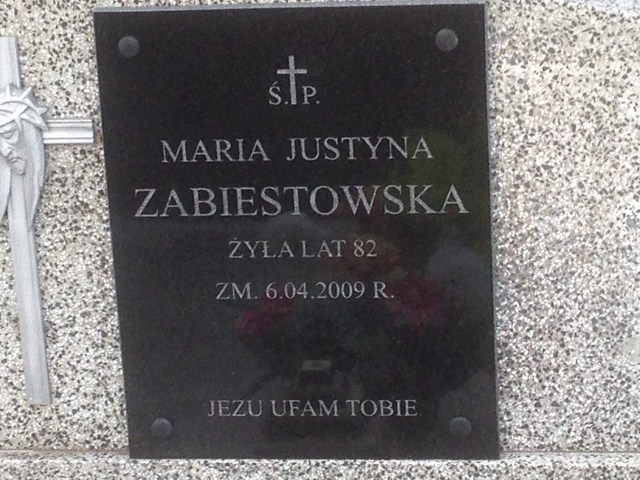 Ś. P.
MARIA JUSTYNA
ZABIESTOWSKA
ŻYŁA LAT 82
ZM. 6.04.2009 R.
JEZU UFAM TOBIE